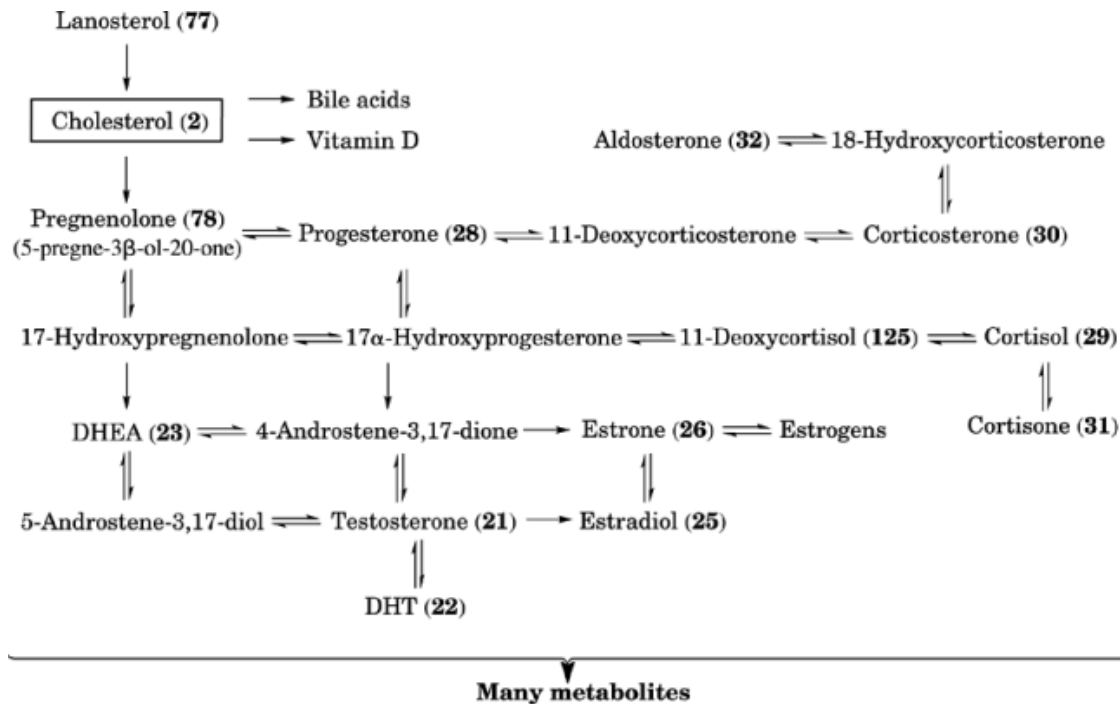 Lanosterol (77)
Cholesterol (2)
Bile acids
Vitamin D
Aldosterone (32)
18-Hydroxycorticosterone
Pregnenolone (78)
(5-pregne-3β-ol-20-one)
Progesterone (28)
11-Deoxycorticosterone
Corticosterone (30)
17-Hydroxypregnenolone
17α-Hydroxyprogesterone
11-Deoxycortisol (125)
Cortisol (29)
DHEA (23)
4-Androstene-3,17-dione
Estrone (26)
Estrogens
Cortisone (31)
5-Androstene-3,17-diol
Testosterone (21)
Estradiol (25)
DHT (22)
Many metabolites